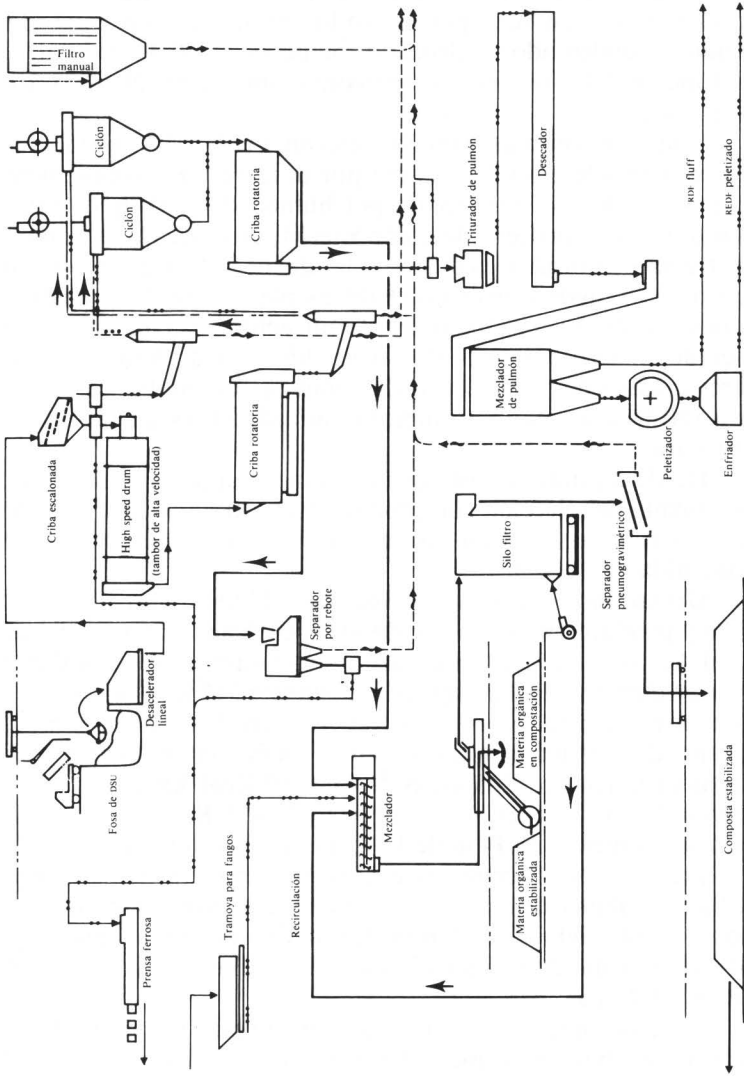 Filtro
manual
Ciclón
Ciclón
Criba rotatoria
Triturador de pulmón
Desecador
RDF fluff
REDF peletizado
Mezclador
de pulmón
Peletizador
Enfriador
Criba escalonada
High speed drum
(tambor de alta velocidad)
Criba rotatoria
Separador
por rebote
Silo filtro
Separador
pneumogravimétrico
Desacelerador
líneal
Fosa de DSU
Prensa ferrosa
Tramoya para fangos
Recirculación
Mezclador
Materia orgánica
en compostación
Materia orgánica
estabilizada
Composta estabilizada